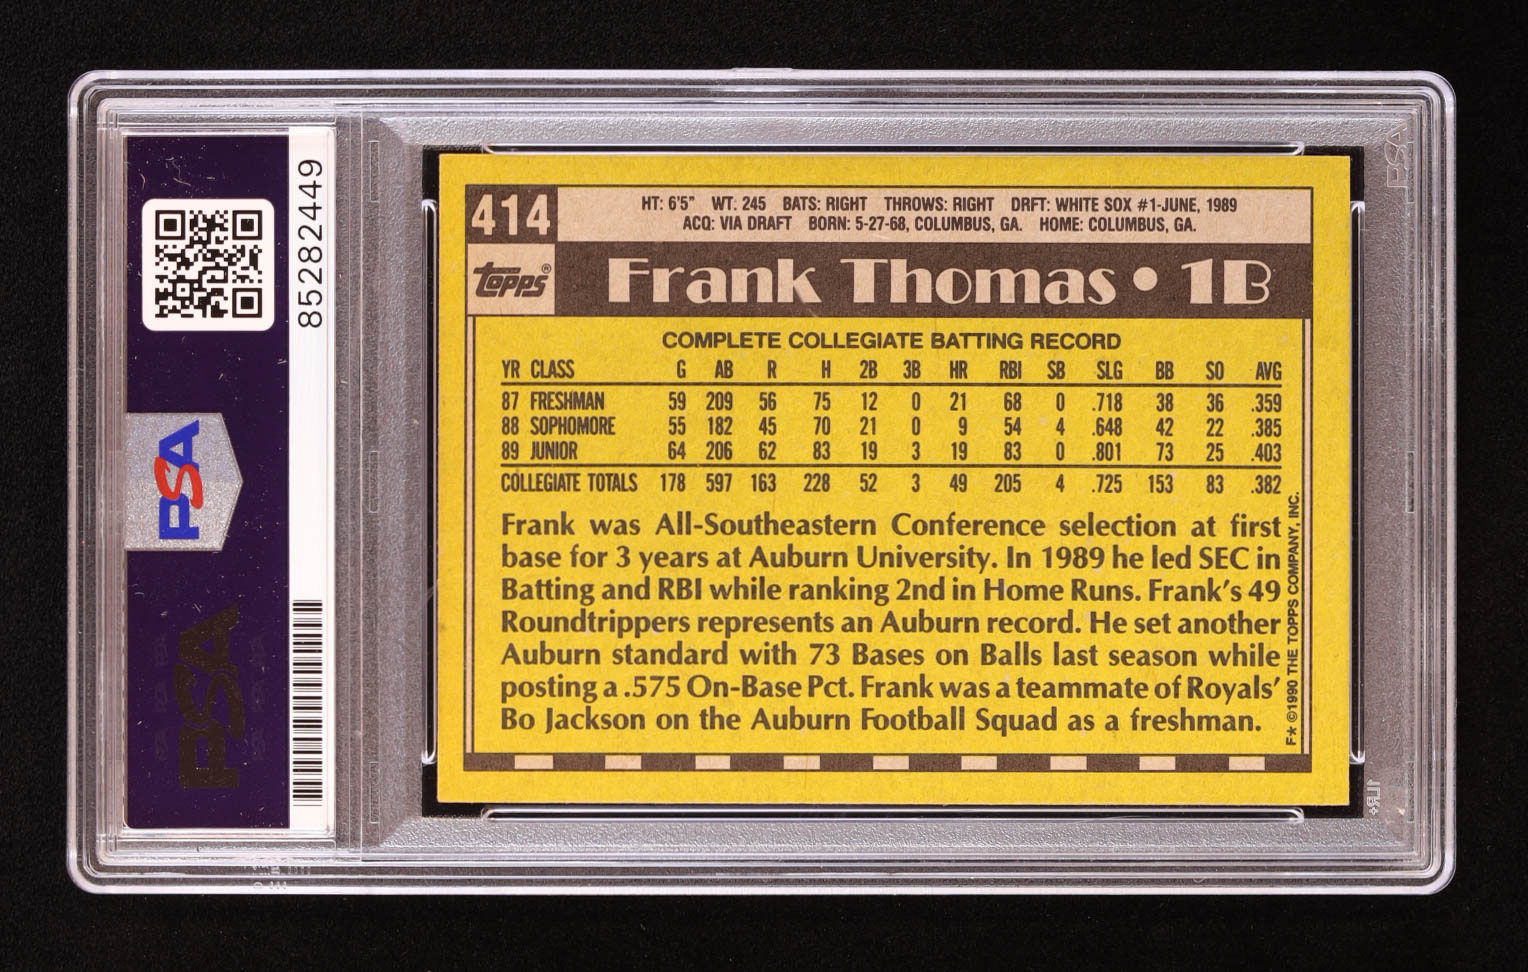 85282449
PSA
PSA
414
HT: 6'5" WT: 245 BATS: RIGHT THROWS: RIGHT DRFT: WHITE SOX #1-JUNE, 1989
ACQ: VIA DRAFT BORN: 5-27-68, COLUMBUS, GA. HOME: COLUMBUS, GA.
topps®
Frank Thomas • 1B
COMPLETE COLLEGIATE BATTING RECORD
YR CLASS G AB R H 2B 3B HR RBI SB SLG BB SO AVG
87 FRESHMAN 59 209 56 75 12 0 21 68 0 .718 38 36 .359
88 SOPHOMORE 55 182 45 70 21 0 9 54 4 .648 42 22 .385
89 JUNIOR 64 206 62 83 19 3 19 83 0 .801 73 25 .403
COLLEGIATE TOTALS 178 597 163 228 52 3 49 205 4 .725 153 83 .382
Frank was All-Southeastern Conference selection at first
base for 3 years at Auburn University. In 1989 he led SEC in
Batting and RBI while ranking 2nd in Home Runs. Frank's 49
Roundtrippers represents an Auburn record. He set another
Auburn standard with 73 Bases on Balls last season while
posting a .575 On-Base Pct. Frank was a teammate of Royals'
Bo Jackson on the Auburn Football Squad as a freshman.
F* ©1990 THE TOPPS COMPANY, INC.
PSA